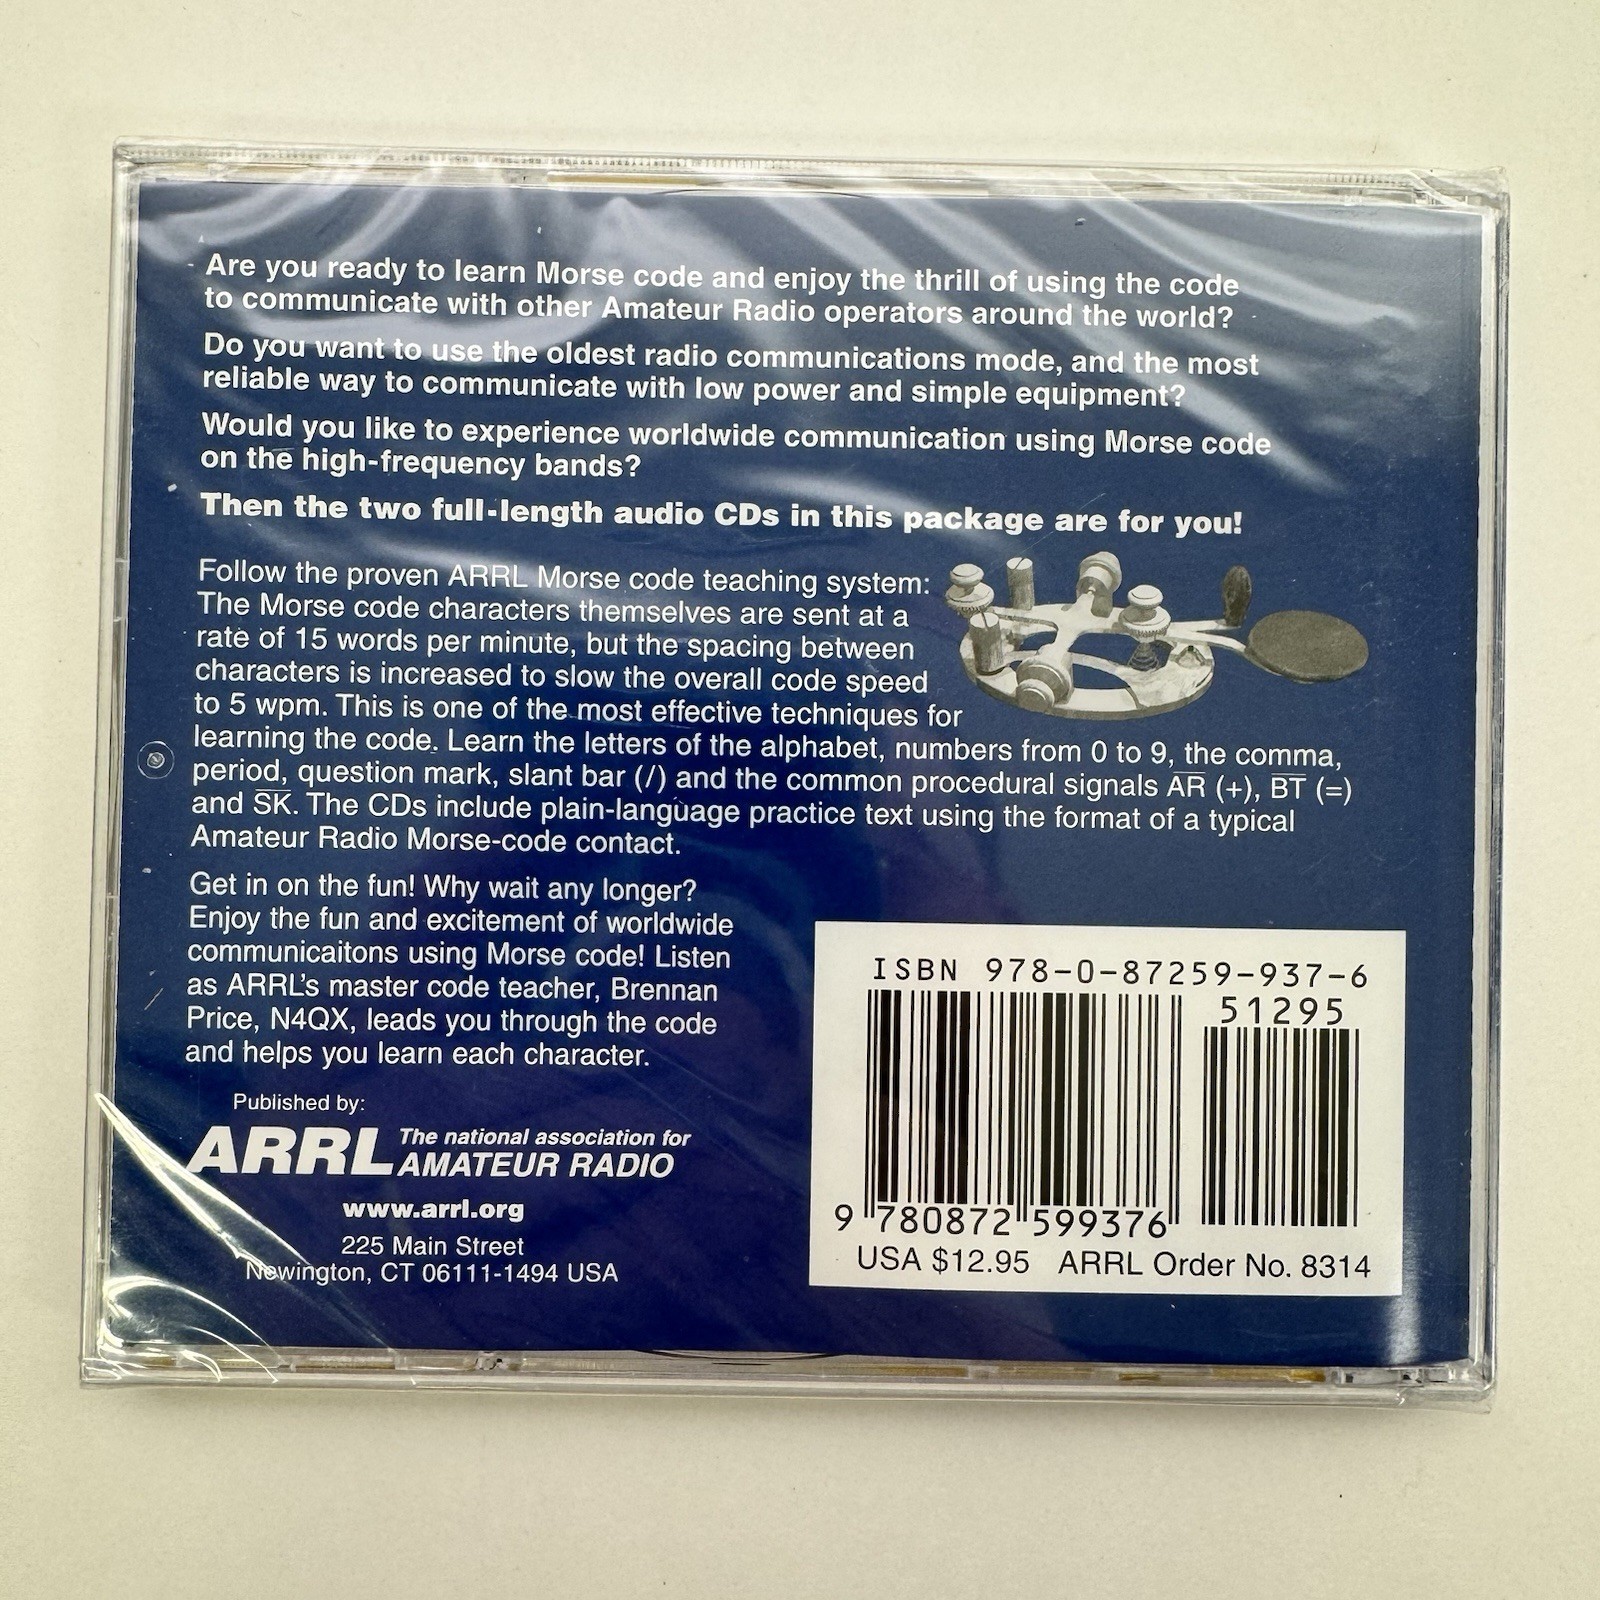 Are you ready to learn Morse code and enjoy the thrill of using the code
to communicate with other Amateur Radio operators around the world?
Do you want to use the oldest radio communications mode, and the most
reliable way to communicate with low power and simple equipment?
Would you like to experience worldwide communication using Morse code
on the high-frequency bands?
Then the two full-length audio CDs in this package are for you!
Follow the proven ARRL Morse code teaching system:
The Morse code characters themselves are sent at a
rate of 15 words per minute, but the spacing between
characters is increased to slow the overall code speed
to 5 wpm. This is one of the most effective techniques for
learning the code. Learn the letters of the alphabet, numbers from 0 to 9, the comma,
period, question mark, slant bar (/) and the common procedural signals A̅R̅ (+), B̅T̅ (=)
and S̅K̅. The CDs include plain-language practice text using the format of a typical
Amateur Radio Morse-code contact.
Get in on the fun! Why wait any longer?
Enjoy the fun and excitement of worldwide
communicaitons using Morse code! Listen
as ARRL's master code teacher, Brennan
Price, N4QX, leads you through the code
and helps you learn each character.
Published by:
ARRL The national association for
AMATEUR RADIO
www.arrl.org
225 Main Street
Newington, CT 06111-1494 USA
ISBN 978-0-87259-937-6
51295
9 780872 599376
USA $12.95 ARRL Order No. 8314